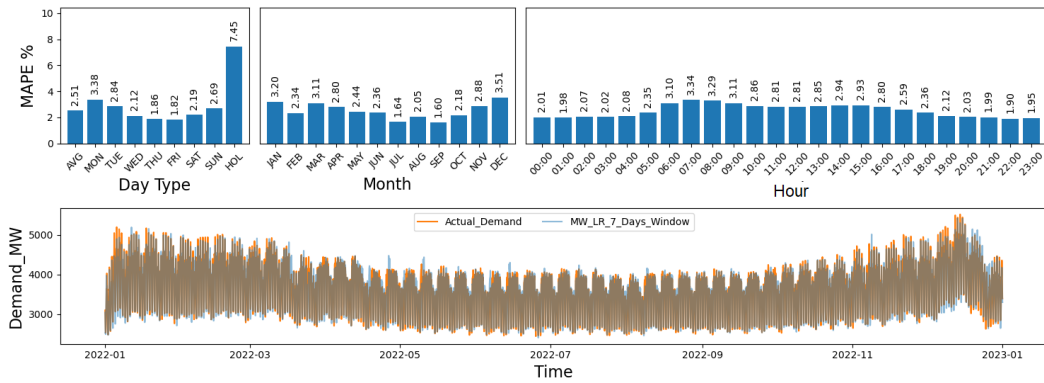 MAPE %
10
8
6
4
2
0
2.51
3.38
2.84
2.12
1.86
1.82
2.19
2.69
7.45
AVG
MON
TUE
WED
THU
FRI
SAT
SUN
HOL
Day Type
3.20
2.34
3.11
2.80
2.44
2.36
1.64
2.05
1.60
2.18
2.88
3.51
JAN
FEB
MAR
APR
MAY
JUN
JUL
AUG
SEP
OCT
NOV
DEC
Month
2.01
1.98
2.07
2.02
2.08
2.35
3.10
3.34
3.29
3.11
2.86
2.81
2.81
2.85
2.94
2.93
2.80
2.59
2.36
2.12
2.03
1.99
1.90
1.95
00:00
01:00
02:00
03:00
04:00
05:00
06:00
07:00
08:00
09:00
10:00
11:00
12:00
13:00
14:00
15:00
16:00
17:00
18:00
19:00
20:00
21:00
22:00
23:00
Hour
Actual_Demand
MW_LR_7_Days_Window
Demand_MW
5000
4000
3000
2022-01
2022-03
2022-05
2022-07
2022-09
2022-11
2023-01
Time